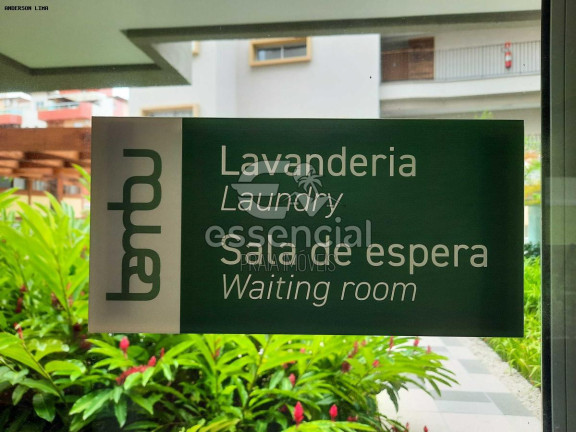 ANDERSON LIMA
bambu
Lavanderia
Laundry
essencial
Sala de espera
PRAIA IMÓVEIS
Waiting room